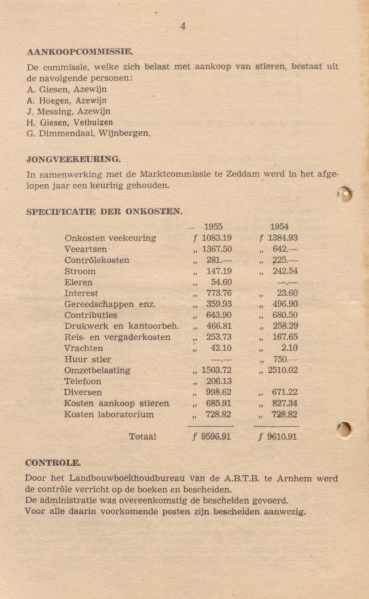 4
AANKOOPCOMMISSIE.
De commissie, welke zich belast met aankoop van stieren, bestaat uit
de navolgende personen:
A. Giesen, Azewijn
A. Hoegen, Azewijn
J. Messing, Azewijn
H. Giesen, Vethuizen
G. Dimmendaal, Wijnbergen,
JONGVEEKEURING.
In samenwerking met de Marktcommissie te Zeddam werd in het afge-
lopen jaar een keuring gehouden.
SPECIFICATIE DER ONKOSTEN.
1955 1954
Onkosten veekeuring ƒ 1083.19 ƒ 1384.93
Veeartsen „ 1367.50 „ 642.—
Contrôlekosten „ 281.— „ 225.—
Stroom „ 147.19 „ 242.54
Eieren „ 54.60 —.—
Interest „ 773.76 „ 23.60
Gereedschappen enz. „ 359.93 „ 496.90
Contributies „ 643.90 „ 680.50
Drukwerk en kantoorbeh. „ 466.81 „ 258.29
Reis- en vergaderkosten „ 253.73 „ 167.65
Vrachten „ 42.10 „ 2.10
Huur stier —.— „ 750.—
Omzetbelasting „ 1503.72 „ 2510.02
Telefoon „ 206.13
Diversen „ 998.62 „ 671.22
Kosten aankoop stieren „ 685.91 „ 827.34
Kosten laboratorium „ 728.82 „ 728.82
Totaal ƒ 9596.91 ƒ 9610.91
CONTROLE.
Door het Landbouwboekhoudbureau van de A.B.T.B. te Arnhem werd
de contrôle verricht op de boeken en bescheiden.
De administratie was overeenkomstig de bescheiden gevoerd.
Voor alle daarin voorkomende posten zijn bescheiden aanwezig.